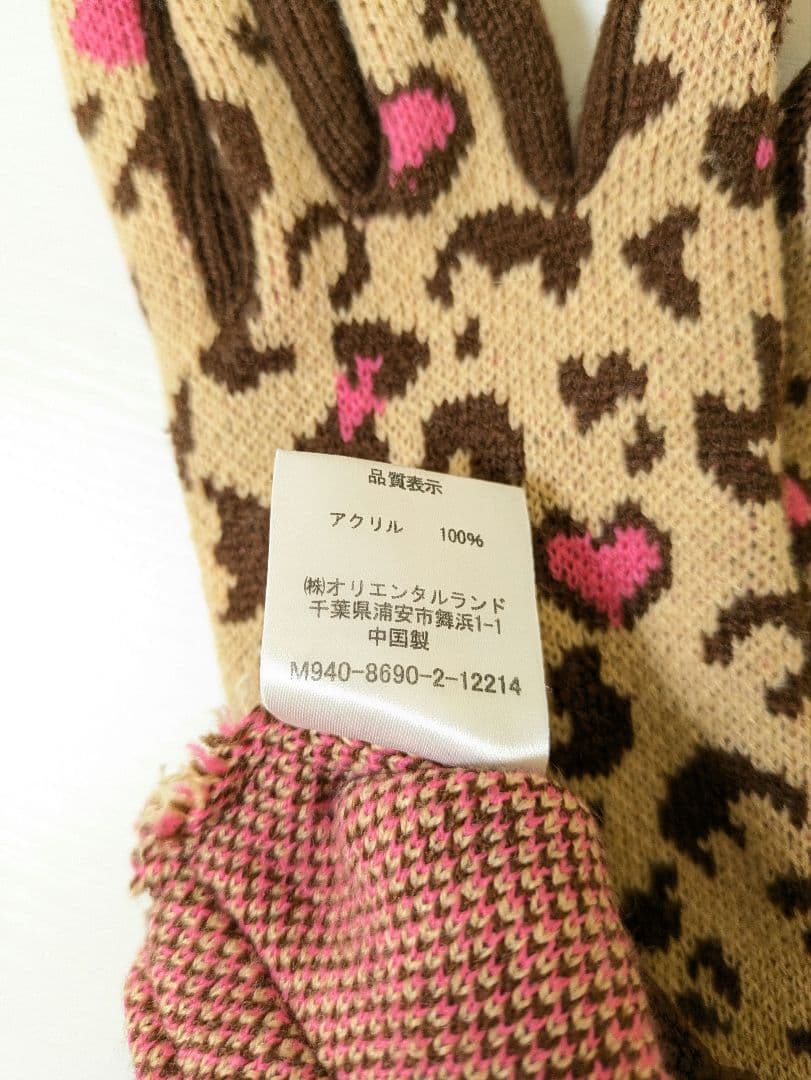 品質表示
アクリル 100%
㈱オリエンタルランド
千葉県浦安市舞浜1-1
中国製
M940-8690-2-12214